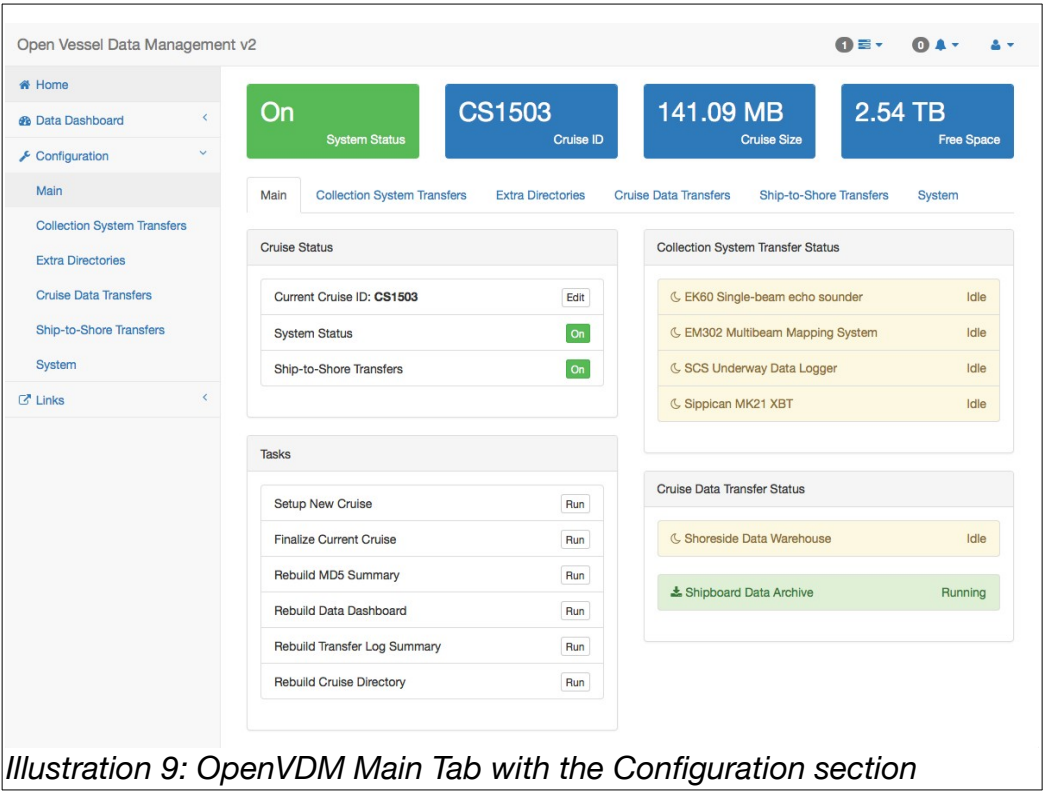 Open Vessel Data Management v2
1
0
Home
Data Dashboard
Configuration
Main
Collection System Transfers
Extra Directories
Cruise Data Transfers
Ship-to-Shore Transfers
System
Links
On
System Status
CS1503
Cruise ID
141.09 MB
Cruise Size
2.54 TB
Free Space
Main Collection System Transfers Extra Directories Cruise Data Transfers Ship-to-Shore Transfers System
Cruise Status
Current Cruise ID: CS1503 Edit
System Status On
Ship-to-Shore Transfers On
Tasks
Setup New Cruise Run
Finalize Current Cruise Run
Rebuild MD5 Summary Run
Rebuild Data Dashboard Run
Rebuild Transfer Log Summary Run
Rebuild Cruise Directory Run
Collection System Transfer Status
EK60 Single-beam echo sounder Idle
EM302 Multibeam Mapping System Idle
SCS Underway Data Logger Idle
Sippican MK21 XBT Idle
Cruise Data Transfer Status
Shoreside Data Warehouse Idle
Shipboard Data Archive Running
Illustration 9: OpenVDM Main Tab with the Configuration section